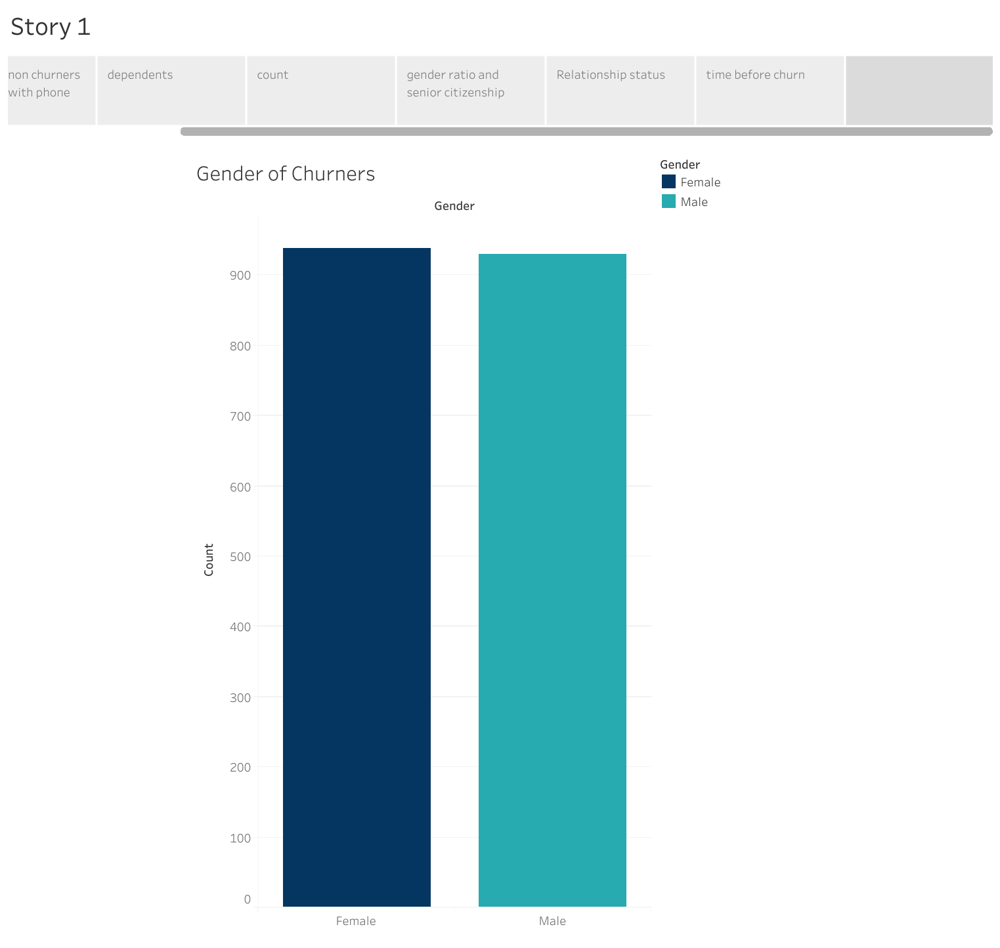 Story 1
non churners
with phone
dependents
count
gender ratio and
senior citizenship
Relationship status
time before churn
Gender of Churners
Gender
Female
Male
Gender
Count
900
800
700
600
500
400
300
200
100
0
Female
Male